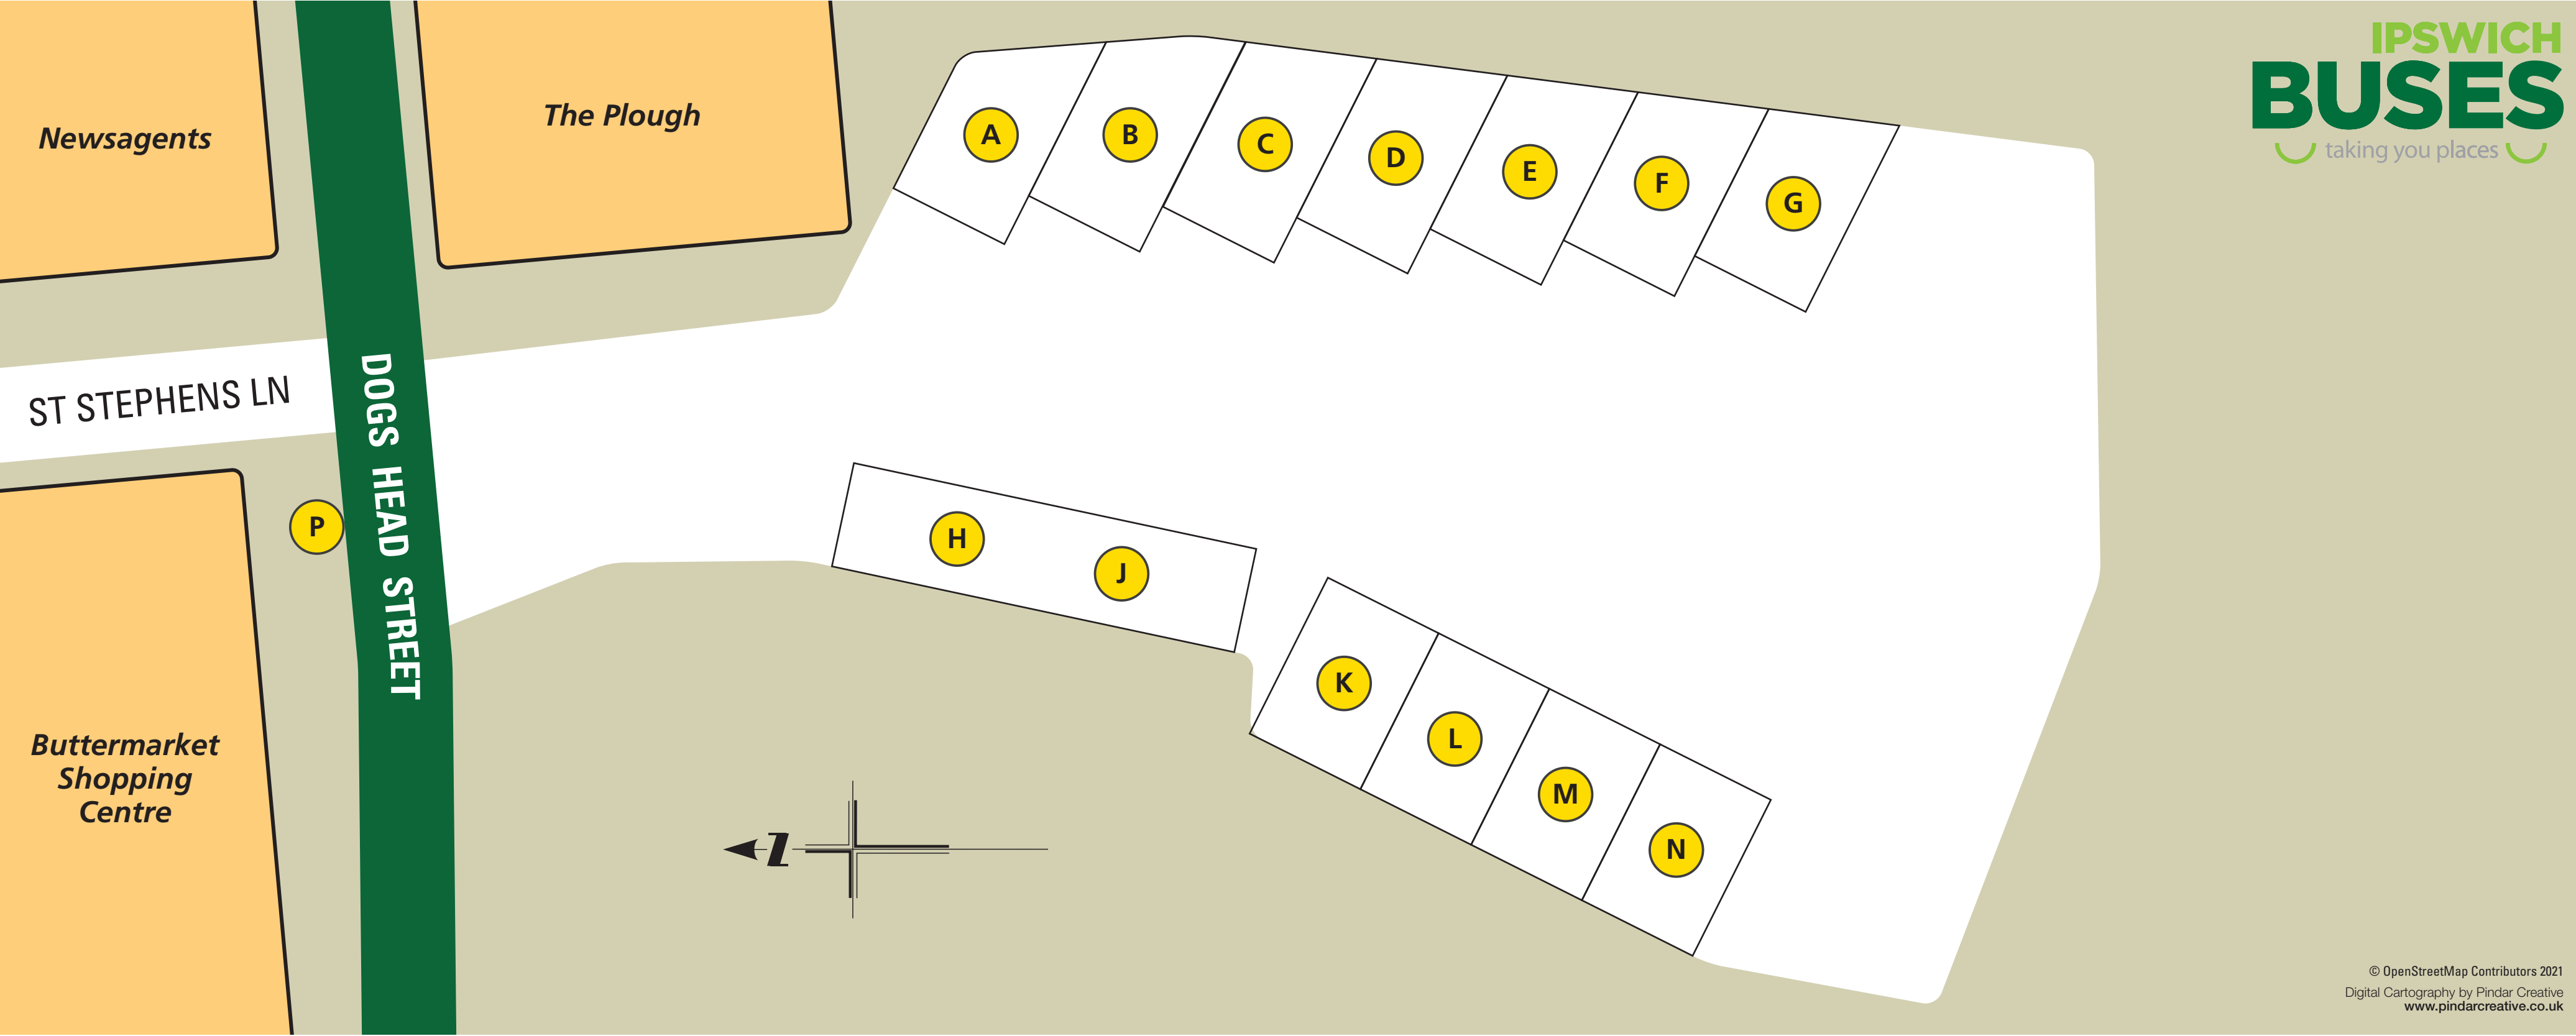 IPSWICH
BUSES
taking you places
Newsagents
The Plough
A
B
C
D
E
F
G
ST STEPHENS LN
DOGS HEAD STREET
P
H
J
K
L
M
N
Buttermarket
Shopping
Centre
N
© OpenStreetMap Contributors 2021
Digital Cartography by Pindar Creative
www.pindarcreative.co.uk